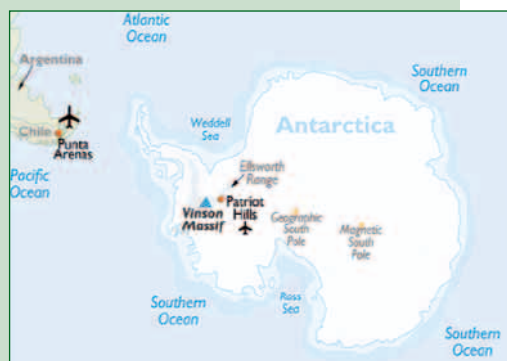 Atlantic
Ocean
Argentina
Southern
Ocean
Weddell
Sea
Antarctica
Chile
Punta
Arenas
Ellsworth
Range
Pacific
Ocean
Patriot
Hills
Vinson
Massif
Geographic
South
Pole
Magnetic
South
Pole
Ross
Sea
Southern
Ocean
Southern
Ocean